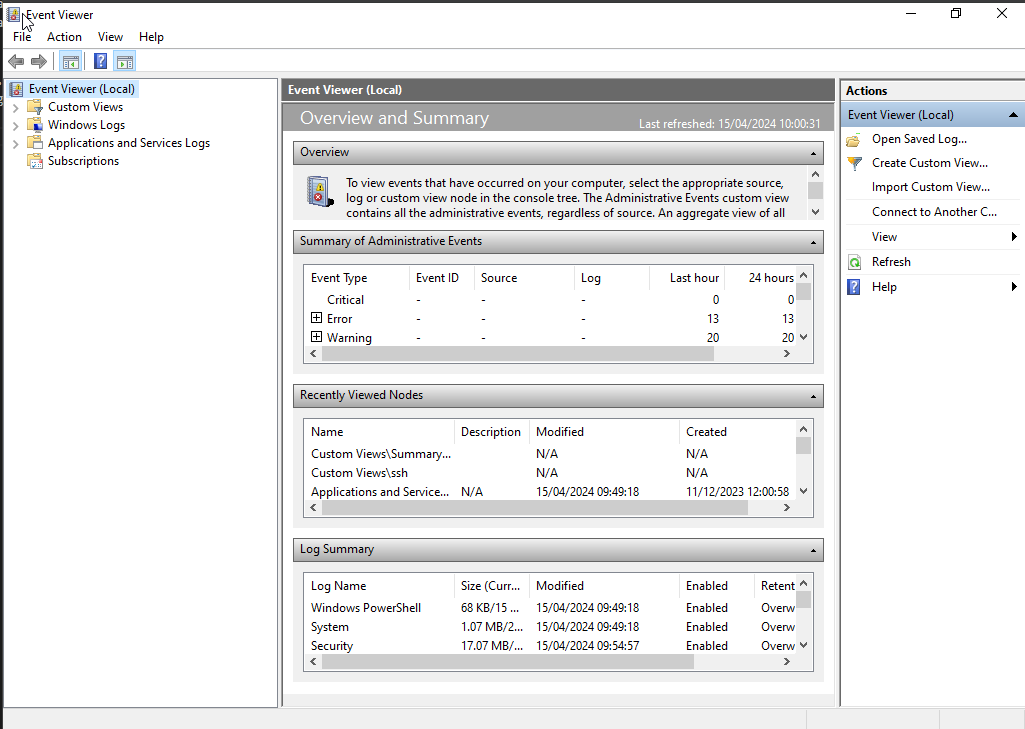 Event Viewer
File Action View Help
Event Viewer (Local)
Custom Views
Windows Logs
Applications and Services Logs
Subscriptions
Event Viewer (Local)
Overview and Summary
Last refreshed: 15/04/2024 10:00:31
Overview
To view events that have occurred on your computer, select the appropriate source,
log or custom view node in the console tree. The Administrative Events custom view
contains all the administrative events, regardless of source. An aggregate view of all
Summary of Administrative Events
Event Type Event ID Source Log Last hour 24 hours
Critical - - - 0 0
Error - - - 13 13
Warning - - - 20 20
Recently Viewed Nodes
Name Description Modified Created
Custom Views\Summary... N/A N/A
Custom Views\ssh N/A N/A
Applications and Service... N/A 15/04/2024 09:49:18 11/12/2023 12:00:58
Log Summary
Log Name Size (Curr... Modified Enabled Retent
Windows PowerShell 68 KB/15 ... 15/04/2024 09:49:18 Enabled Overw
System 1.07 MB/2... 15/04/2024 09:49:18 Enabled Overw
Security 17.07 MB/... 15/04/2024 09:54:57 Enabled Overw
Actions
Event Viewer (Local)
Open Saved Log...
Create Custom View...
Import Custom View...
Connect to Another C...
View
Refresh
Help